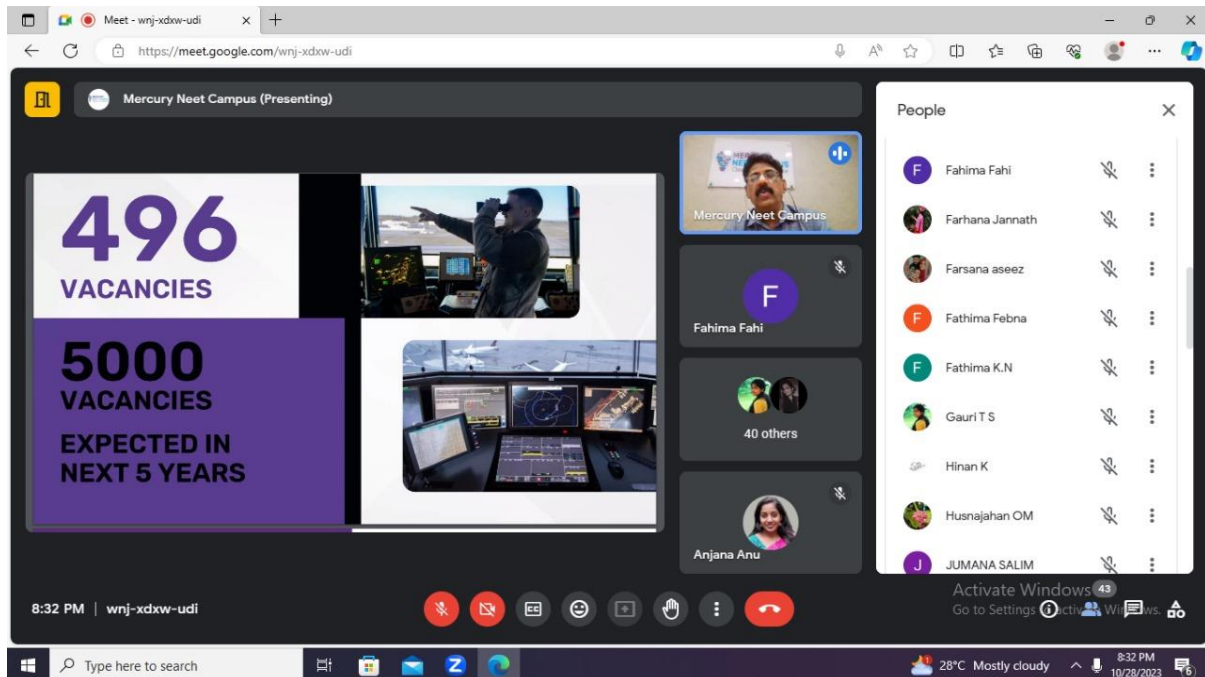 Meet - wnj-xdxw-udi
https://meet.google.com/wnj-xdxw-udi
Mercury Neet Campus (Presenting)
496
VACANCIES
5000
VACANCIES
EXPECTED IN
NEXT 5 YEARS
Mercury Neet Campus
F
Fahima Fahi
40 others
Anjana Anu
People
F Fahima Fahi
Farhana Jannath
Farsana aseez
F Fathima Febna
F Fathima K.N
Gauri T S
Hinan K
Husnajahan OM
J JUMANA SALIM
Activate Windows
43
Go to Settings
8:32 PM | wnj-xdxw-udi
CC
Type here to search
Z
28°C Mostly cloudy
8:32 PM
10/28/2023
6